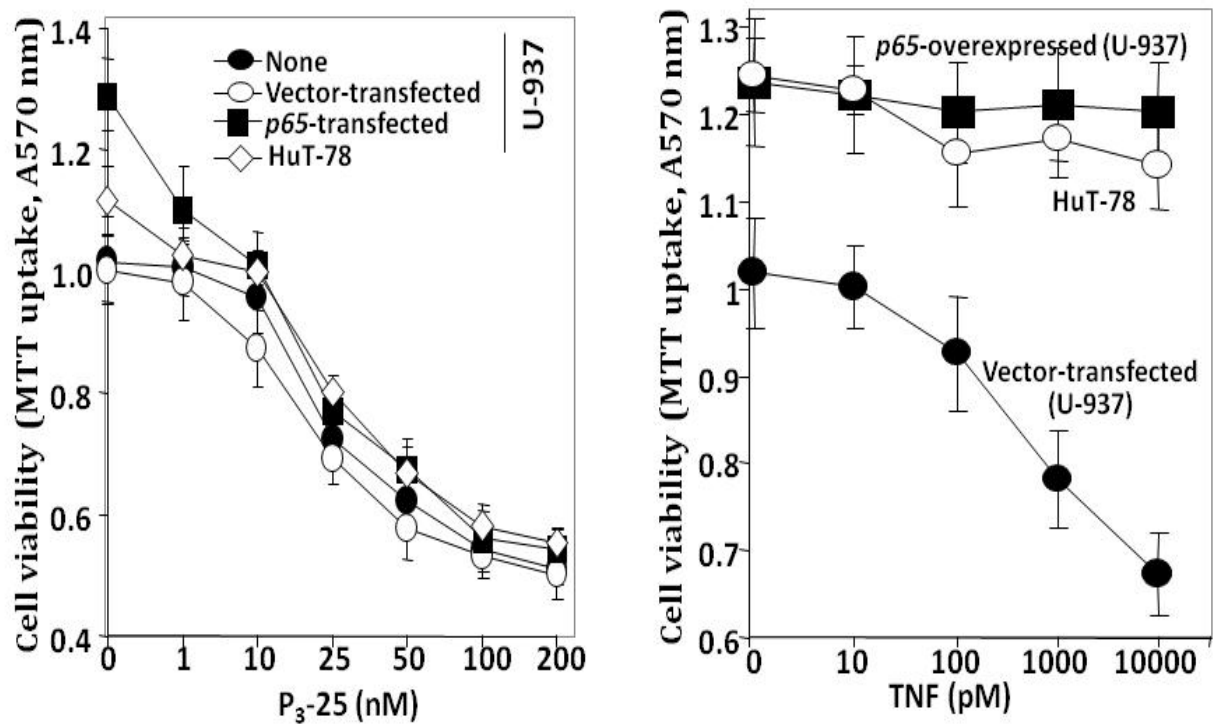 Cell viability (MTT uptake, A570 nm)
1.4
1.2
1.0
0.8
0.6
0.4
None
Vector-transfected
p65-transfected
HuT-78
U-937
0 1 10 25 50 100 200
P3-25 (nM)
Cell viability (MTT uptake, A570 nm)
1.3
1.2
1.1
1
0.9
0.8
0.7
0.6
p65-overexpressed (U-937)
HuT-78
Vector-transfected
(U-937)
0 10 100 1000 10000
TNF (pM)